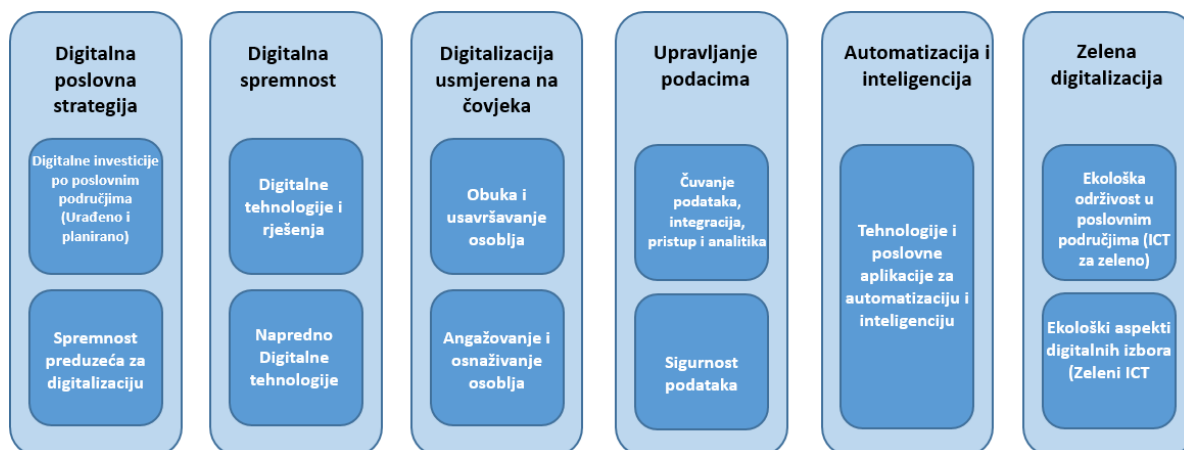 Digitalna
poslovna
strategija
Digitalne investicije
po poslovnim
područjima
(Urađeno i
planirano)
Spremnost
preduzeća za
digitalizaciju
Digitalna
spremnost
Digitalne
tehnologije i
rješenja
Napredno
Digitalne
tehnologije
Digitalizacija
usmjerena na
čovjeka
Obuka i
usavršavanje
osoblja
Angažovanje i
osnaživanje
osoblja
Upravljanje
podacima
Čuvanje
podataka,
integracija,
pristup i analitika
Sigurnost
podataka
Automatizacija i
inteligencija
Tehnologije i
poslovne
aplikacije za
automatizaciju i
inteligenciju
Zelena
digitalizacija
Ekološka
održivost u
poslovnim
područjima (ICT
za zeleno)
Ekološki aspekti
digitalnih izbora
(Zeleni ICT